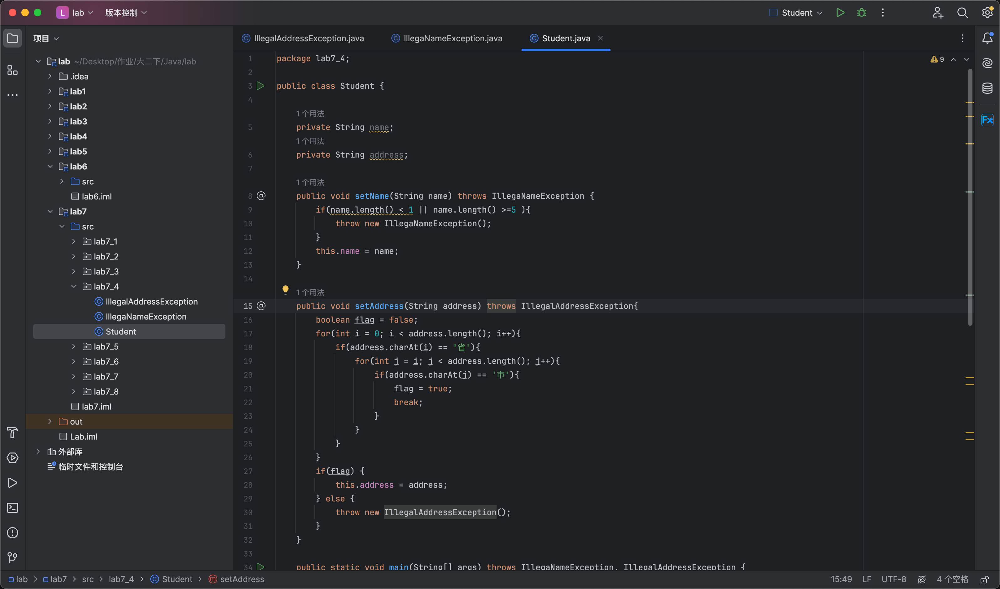 L lab 版本控制 Student
项目
lab ~/Desktop/作业/大二下/Java/lab
.idea
lab1
lab2
lab3
lab4
lab5
lab6
src
lab6.iml
lab7
src
lab7_1
lab7_2
lab7_3
lab7_4
IllegalAddressException
IllegaNameException
Student
lab7_5
lab7_6
lab7_7
lab7_8
lab7.iml
out
Lab.iml
外部库
临时文件和控制台
IllegalAddressException.java IllegaNameException.java Student.java
9
1 package lab7_4;
2
3 public class Student {
4
1 个用法
5 private String name;
1 个用法
6 private String address;
7
1 个用法
8 @ public void setName(String name) throws IllegaNameException {
9 if(name.length() < 1 || name.length() >=5 ){
10 throw new IllegaNameException();
11 }
12 this.name = name;
13 }
14
1 个用法
15 @ public void setAddress(String address) throws IllegalAddressException{
16 boolean flag = false;
17 for(int i = 0; i < address.length(); i++){
18 if(address.charAt(i) == '省'){
19 for(int j = i; j < address.length(); j++){
20 if(address.charAt(j) == '市'){
21 flag = true;
22 break;
23 }
24 }
25 }
26 }
27 if(flag) {
28 this.address = address;
29 } else {
30 throw new IllegalAddressException();
31 }
32 }
33
34 public static void main(String[] args) throws IllegaNameException, IllegalAddressException {
Fx
lab > lab7 > src > lab7_4 > Student > setAddress
15:49 LF UTF-8 4 个空格